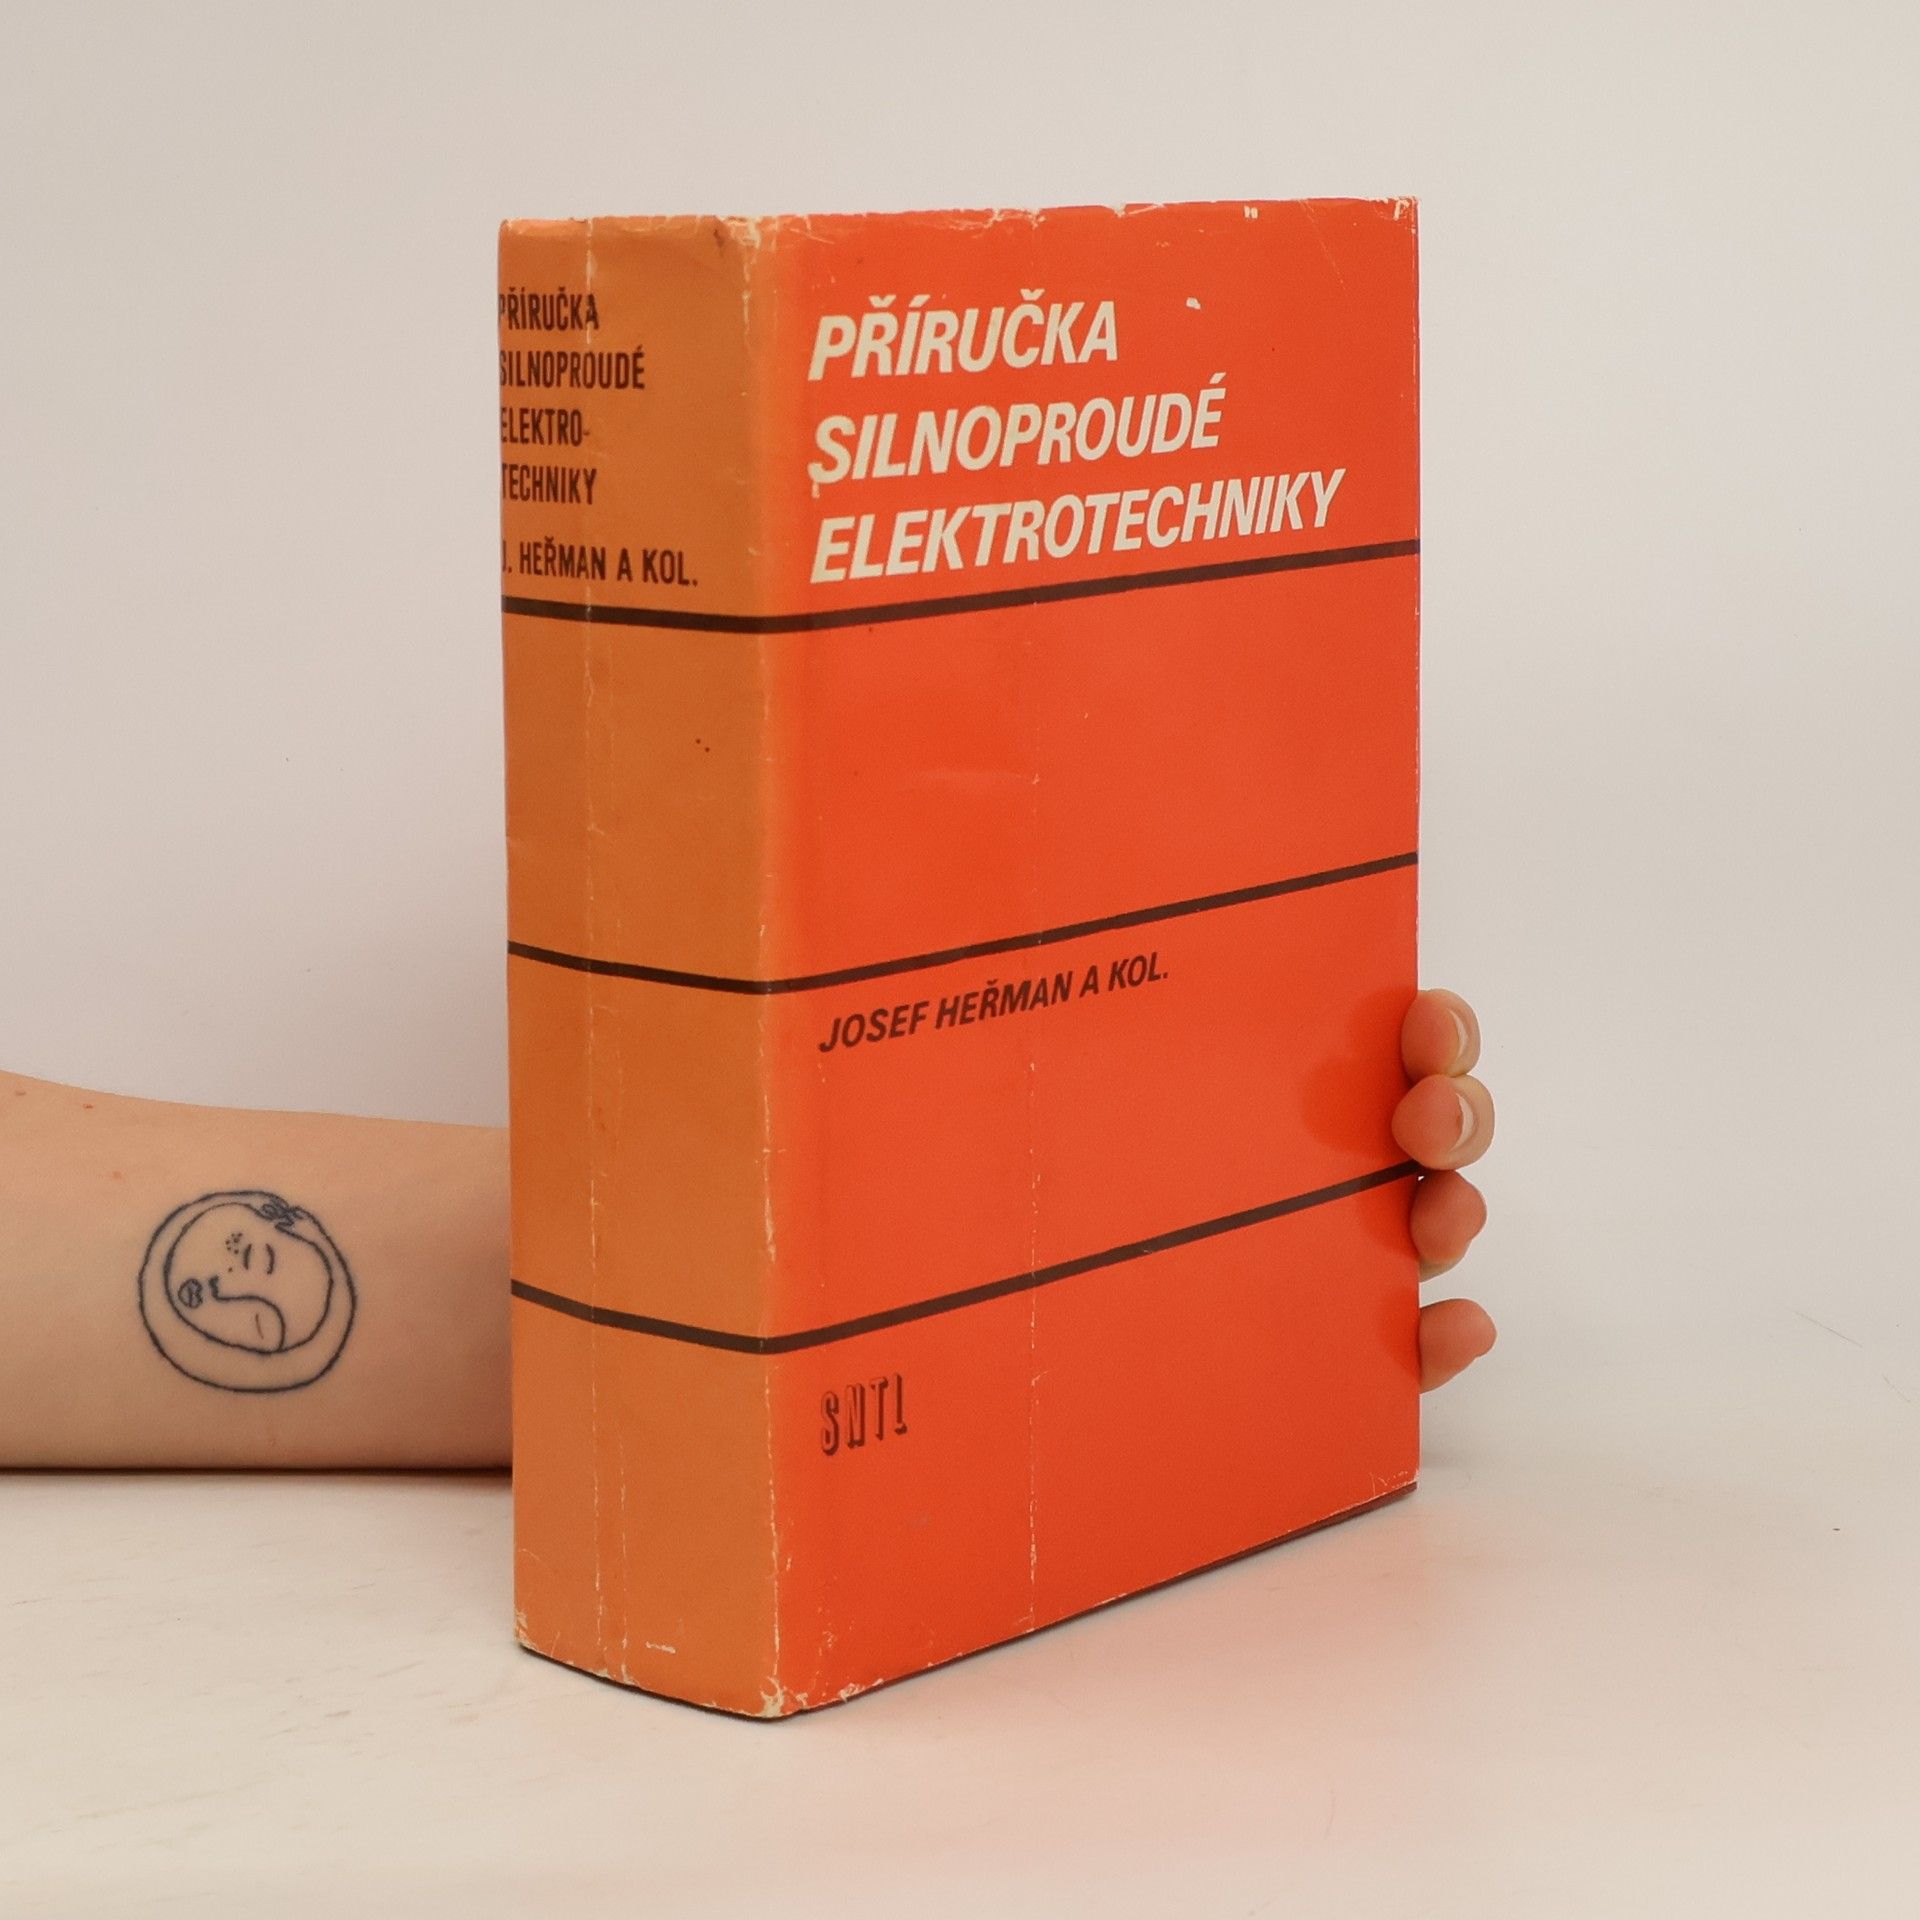 PŘÍRUČKA
SILNOPROUDÉ
ELEKTRO-
TECHNIKY
J. HEŘMAN A KOL.
PŘÍRUČKA
SILNOPROUDÉ
ELEKTROTECHNIKY
JOSEF HEŘMAN A KOL.
SNTL